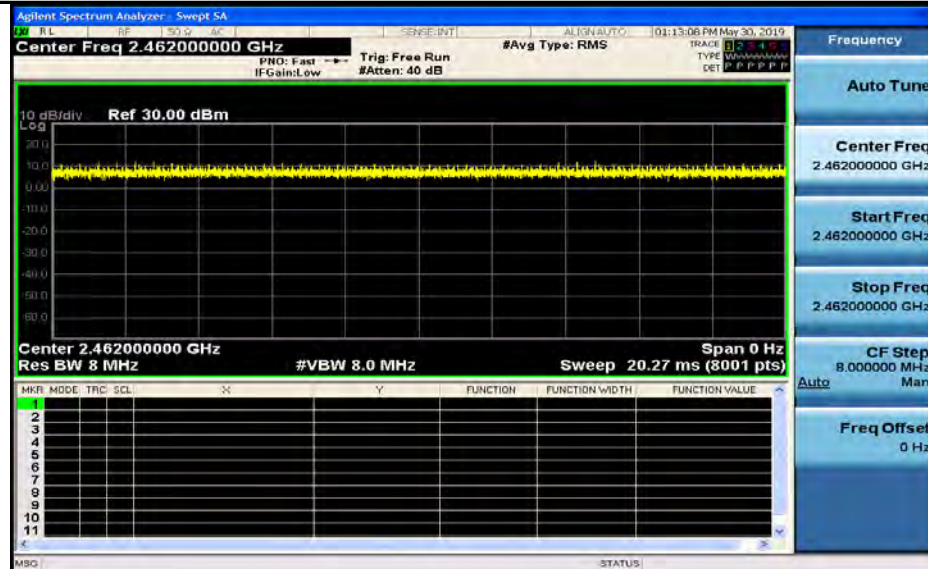 Agilent Spectrum Analyzer - Swept SA
LXI RL RF 50 Ω AC SENSE:INT ALIGN AUTO 01:13:06 PM May 30, 2019
Center Freq 2.462000000 GHz
#Avg Type: RMS
TRACE 1 2 3 4 5 6
PNO: Fast
Trig: Free Run
TYPE
IFGain:Low
#Atten: 40 dB
DET P P P P P P
10 dB/div Ref 30.00 dBm
Log
20.0
10.0
0.00
-10.0
-20.0
-30.0
-40.0
-50.0
-60.0
Center 2.462000000 GHz Span 0 Hz
Res BW 8 MHz #VBW 8.0 MHz Sweep 20.27 ms (8001 pts)
MKR MODE TRC SCL X Y FUNCTION FUNCTION WIDTH FUNCTION VALUE
1
2
3
4
5
6
7
8
9
10
11
MSG STATUS
Frequency
Auto Tune
Center Freq
2.462000000 GHz
Start Freq
2.462000000 GHz
Stop Freq
2.462000000 GHz
CF Step
8.000000 MHz
Auto Man
Freq Offset
0 Hz